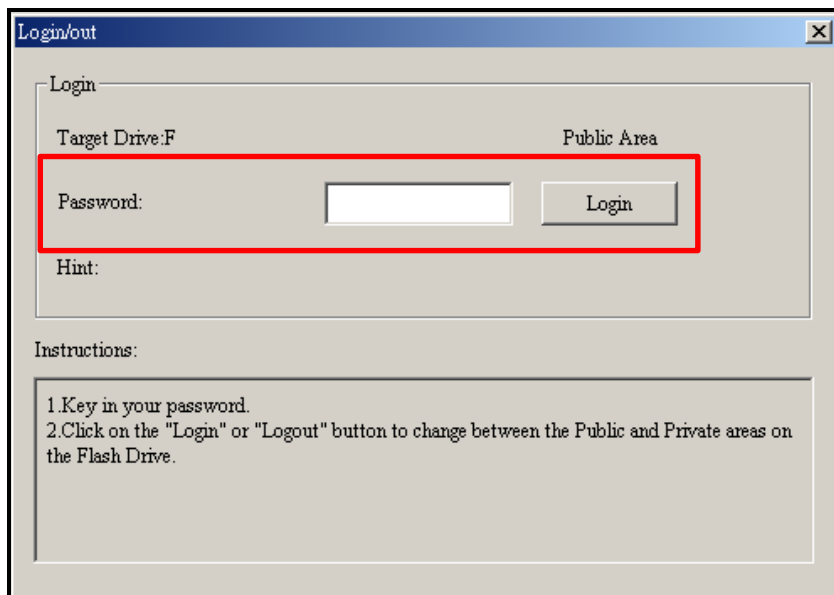 Login/out
Login
Target Drive:F Public Area
Password: Login
Hint:
Instructions:
1.Key in your password.
2.Click on the "Login" or "Logout" button to change between the Public and Private areas on
the Flash Drive.